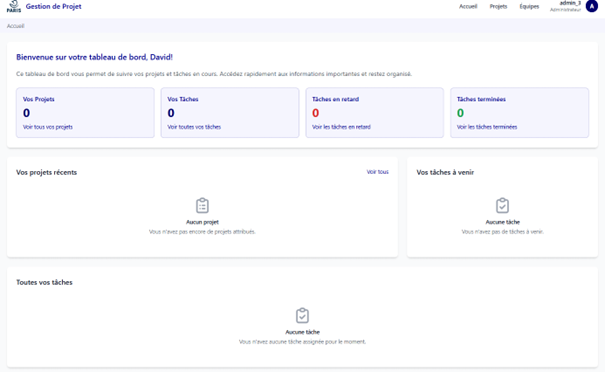 PARIS
Gestion de Projet
Accueil Projets Équipes
admin_3
Administrateur
A
Accueil
Bienvenue sur votre tableau de bord, David!
Ce tableau de bord vous permet de suivre vos projets et tâches en cours. Accédez rapidement aux informations importantes et restez organisé.
Vos Projets
0
Voir tous vos projets
Vos Tâches
0
Voir toutes vos tâches
Tâches en retard
0
Voir les tâches en retard
Tâches terminées
0
Voir les tâches terminées
Vos projets récents
Voir tous
Aucun projet
Vous n'avez pas encore de projets attribués.
Vos tâches à venir
Aucune tâche
Vous n'avez pas de tâches à venir.
Toutes vos tâches
Aucune tâche
Vous n'avez aucune tâche assignée pour le moment.